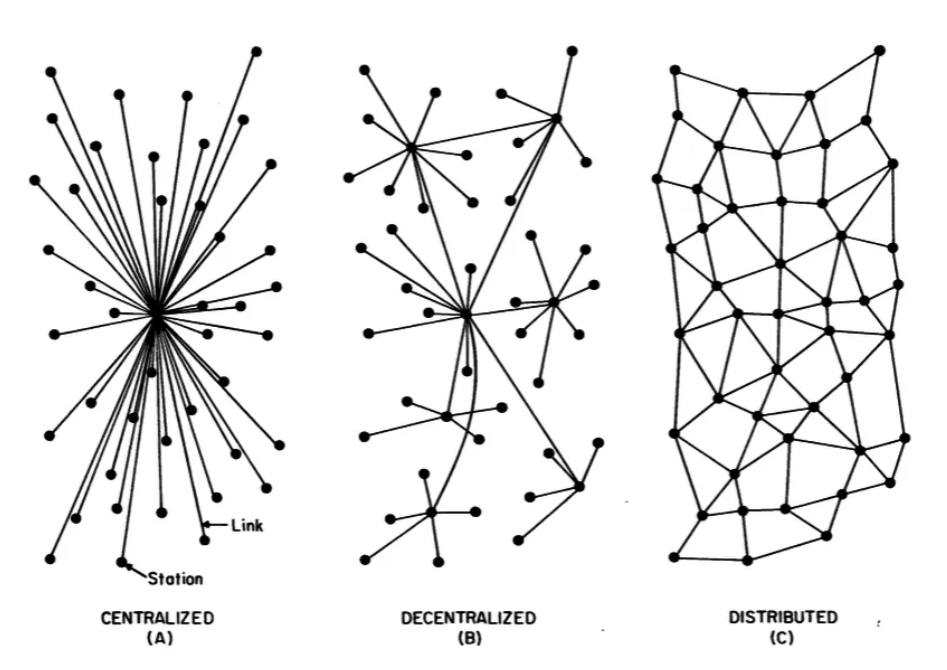 Link
Station
CENTRALIZED
(A)
DECENTRALIZED
(B)
DISTRIBUTED
(C)